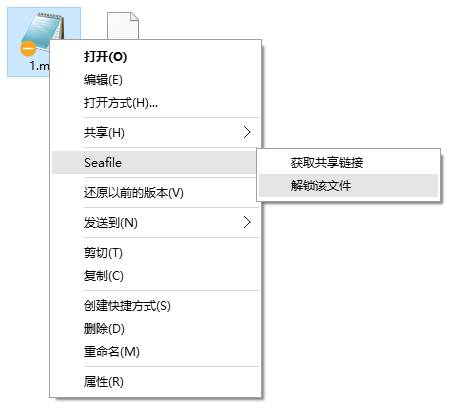 1.m
打开(O)
编辑(E)
打开方式(H)...
共享(H)
Seafile
获取共享链接
解锁该文件
还原以前的版本(V)
发送到(N)
剪切(T)
复制(C)
创建快捷方式(S)
删除(D)
重命名(M)
属性(R)